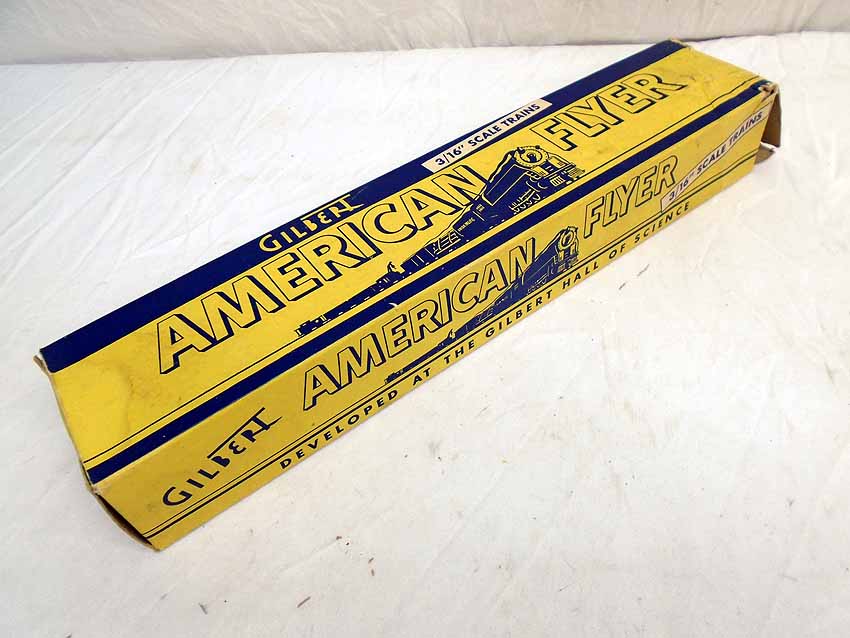 GILBERT
AMERICAN FLYER
3/16" SCALE TRAINS
GILBERT
AMERICAN FLYER
3/16" SCALE TRAINS
DEVELOPED AT THE GILBERT HALL OF SCIENCE